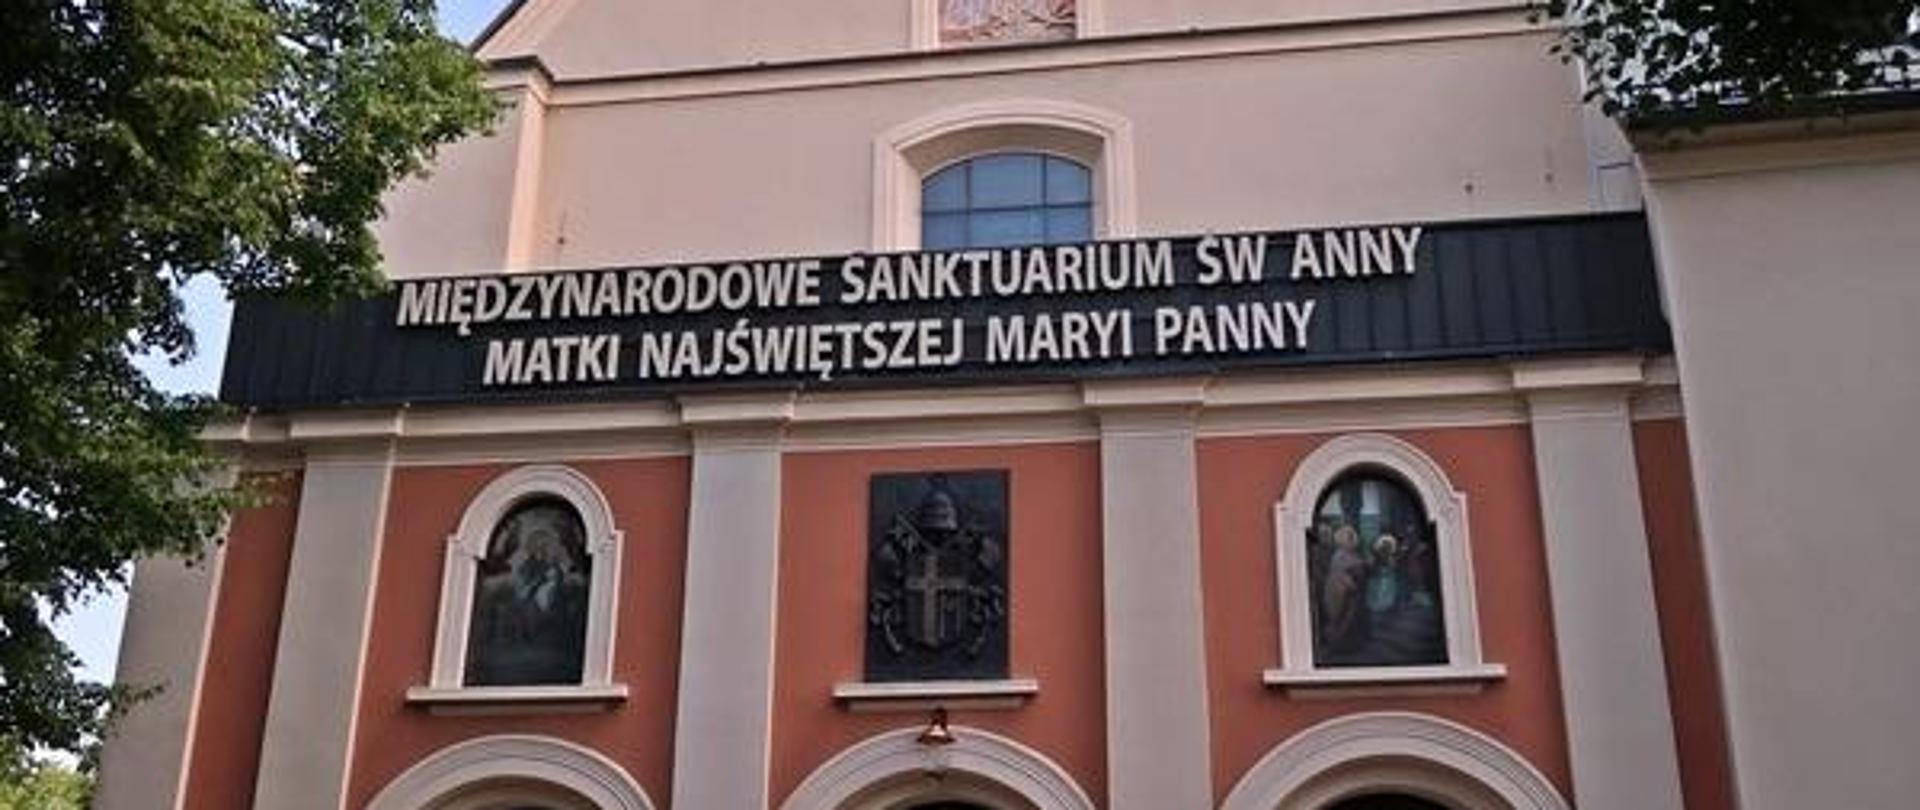 MIĘDZYNARODOWE SANKTUARIUM ŚW ANNY
MATKI NAJŚWIĘTSZEJ MARYI PANNY